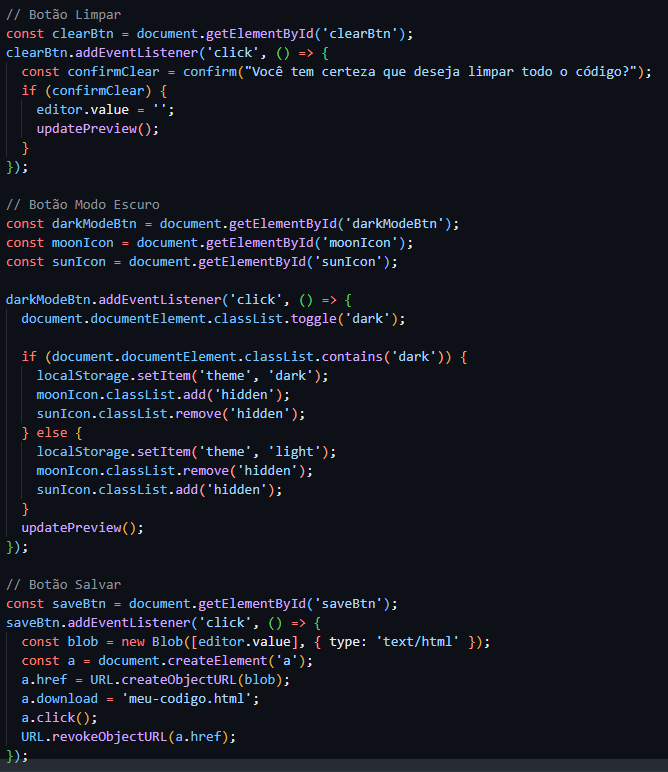 // Botão Limpar
const clearBtn = document.getElementById('clearBtn');
clearBtn.addEventListener('click', () => {
  const confirmClear = confirm("Você tem certeza que deseja limpar todo o código?");
  if (confirmClear) {
    editor.value = '';
    updatePreview();
  }
});

// Botão Modo Escuro
const darkModeBtn = document.getElementById('darkModeBtn');
const moonIcon = document.getElementById('moonIcon');
const sunIcon = document.getElementById('sunIcon');

darkModeBtn.addEventListener('click', () => {
  document.documentElement.classList.toggle('dark');

  if (document.documentElement.classList.contains('dark')) {
    localStorage.setItem('theme', 'dark');
    moonIcon.classList.add('hidden');
    sunIcon.classList.remove('hidden');
  } else {
    localStorage.setItem('theme', 'light');
    moonIcon.classList.remove('hidden');
    sunIcon.classList.add('hidden');
  }
  updatePreview();
});

// Botão Salvar
const saveBtn = document.getElementById('saveBtn');
saveBtn.addEventListener('click', () => {
  const blob = new Blob([editor.value], { type: 'text/html' });
  const a = document.createElement('a');
  a.href = URL.createObjectURL(blob);
  a.download = 'meu-codigo.html';
  a.click();
  URL.revokeObjectURL(a.href);
});